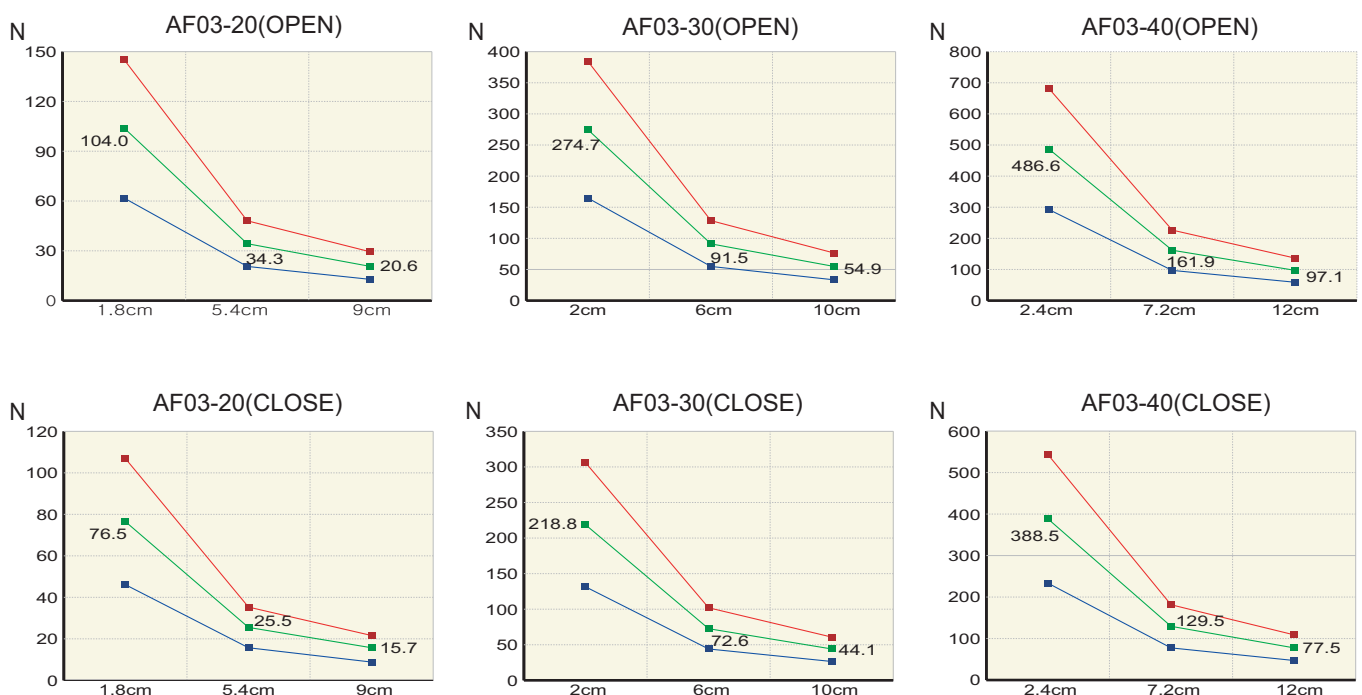 N
AF03-20(OPEN)
150
120
90
60
30
0
104.0
34.3
20.6
1.8cm
5.4cm
9cm
N
AF03-30(OPEN)
400
350
300
250
200
150
100
50
0
274.7
91.5
54.9
2cm
6cm
10cm
N
AF03-40(OPEN)
800
700
600
500
400
300
200
100
0
486.6
161.9
97.1
2.4cm
7.2cm
12cm
N
AF03-20(CLOSE)
120
100
80
60
40
20
0
76.5
25.5
15.7
1.8cm
5.4cm
9cm
N
AF03-30(CLOSE)
350
300
250
200
150
100
50
0
218.8
72.6
44.1
2cm
6cm
10cm
N
AF03-40(CLOSE)
600
500
400
300
200
100
0
388.5
129.5
77.5
2.4cm
7.2cm
12cm